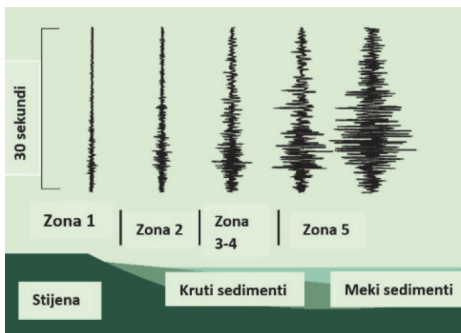 30 sekundi
Zona 1
Zona 2
Zona
3-4
Zona 5
Stijena
Kruti sedimenti
Meki sedimenti